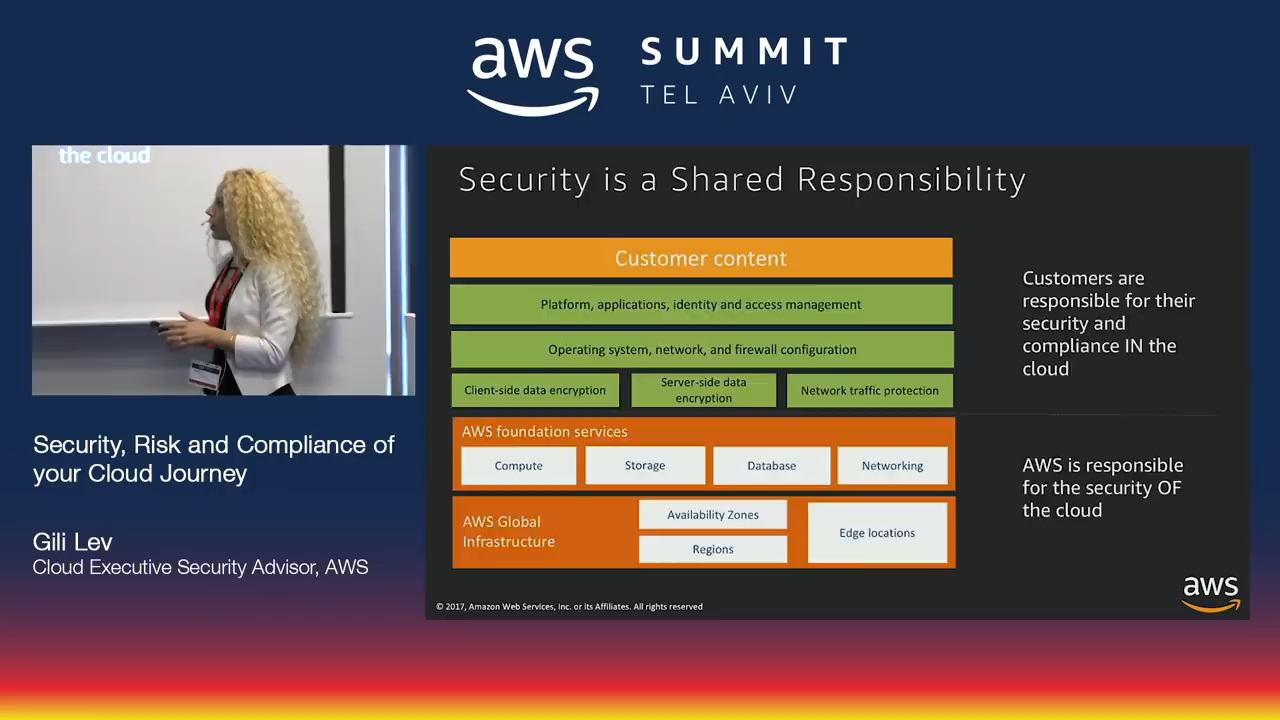 aws
SUMMIT
TEL AVIV
the cloud
Security is a Shared Responsibility
Customer content
Platform, applications, identity and access management
Operating system, network, and firewall configuration
Client-side data encryption
Server-side data
encryption
Network traffic protection
Customers are
responsible for their
security and
compliance IN the
cloud
AWS foundation services
Compute
Storage
Database
Networking
AWS Global
Infrastructure
Availability Zones
Regions
Edge locations
AWS is responsible
for the security OF
the cloud
© 2017, Amazon Web Services, Inc. or its Affiliates. All rights reserved
aws
Security, Risk and Compliance of
your Cloud Journey
Gili Lev
Cloud Executive Security Advisor, AWS